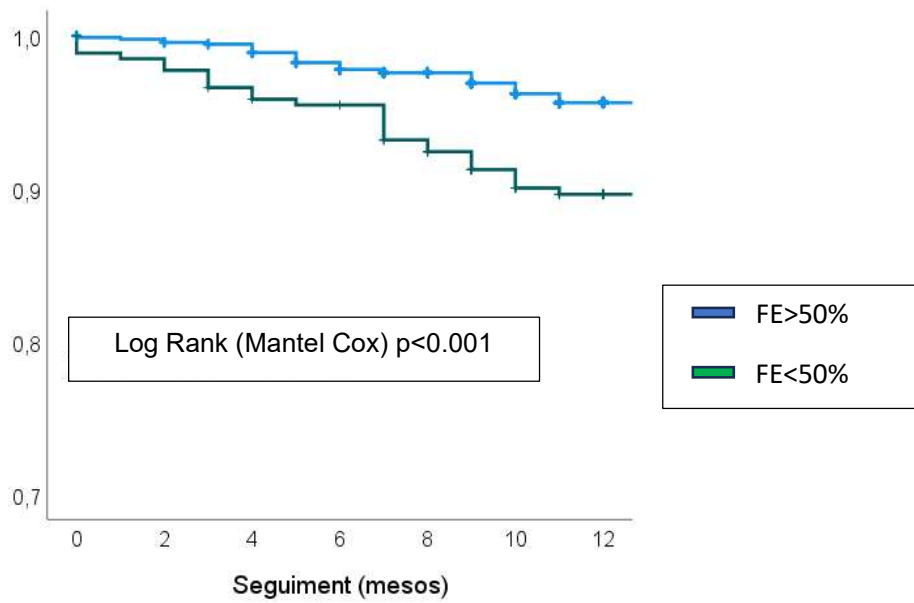 1,0
0,9
0,8
0,7
Log Rank (Mantel Cox) p<0.001
FE>50%
FE<50%
0 2 4 6 8 10 12
Seguiment (mesos)